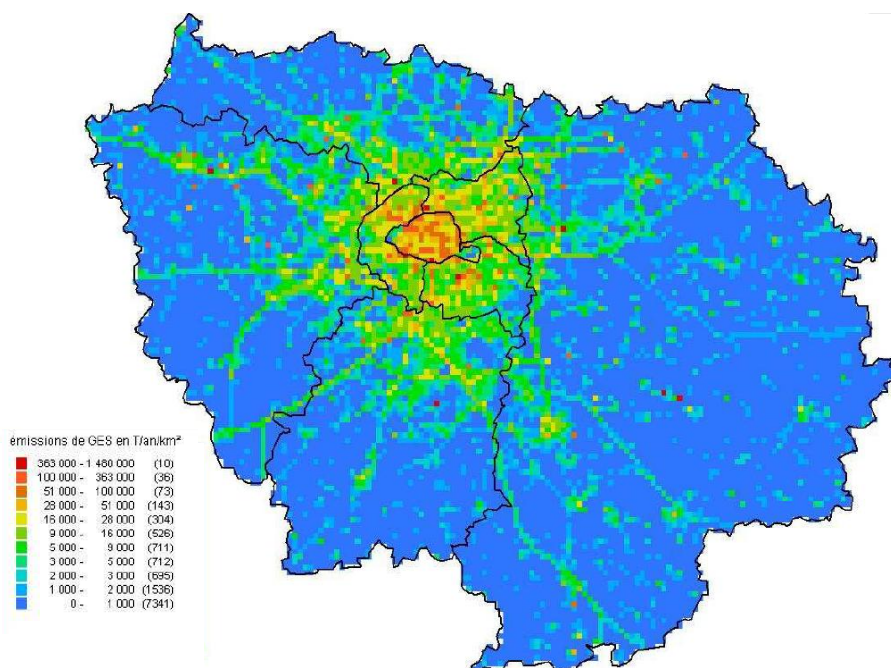 émissions de GES en T/an/km²
363 000 - 1 480 000 (10)
100 000 - 363 000 (36)
51 000 - 100 000 (73)
28 000 - 51 000 (143)
16 000 - 28 000 (304)
9 000 - 16 000 (526)
5 000 - 9 000 (711)
3 000 - 5 000 (712)
2 000 - 3 000 (695)
1 000 - 2 000 (1536)
0 - 1 000 (7341)